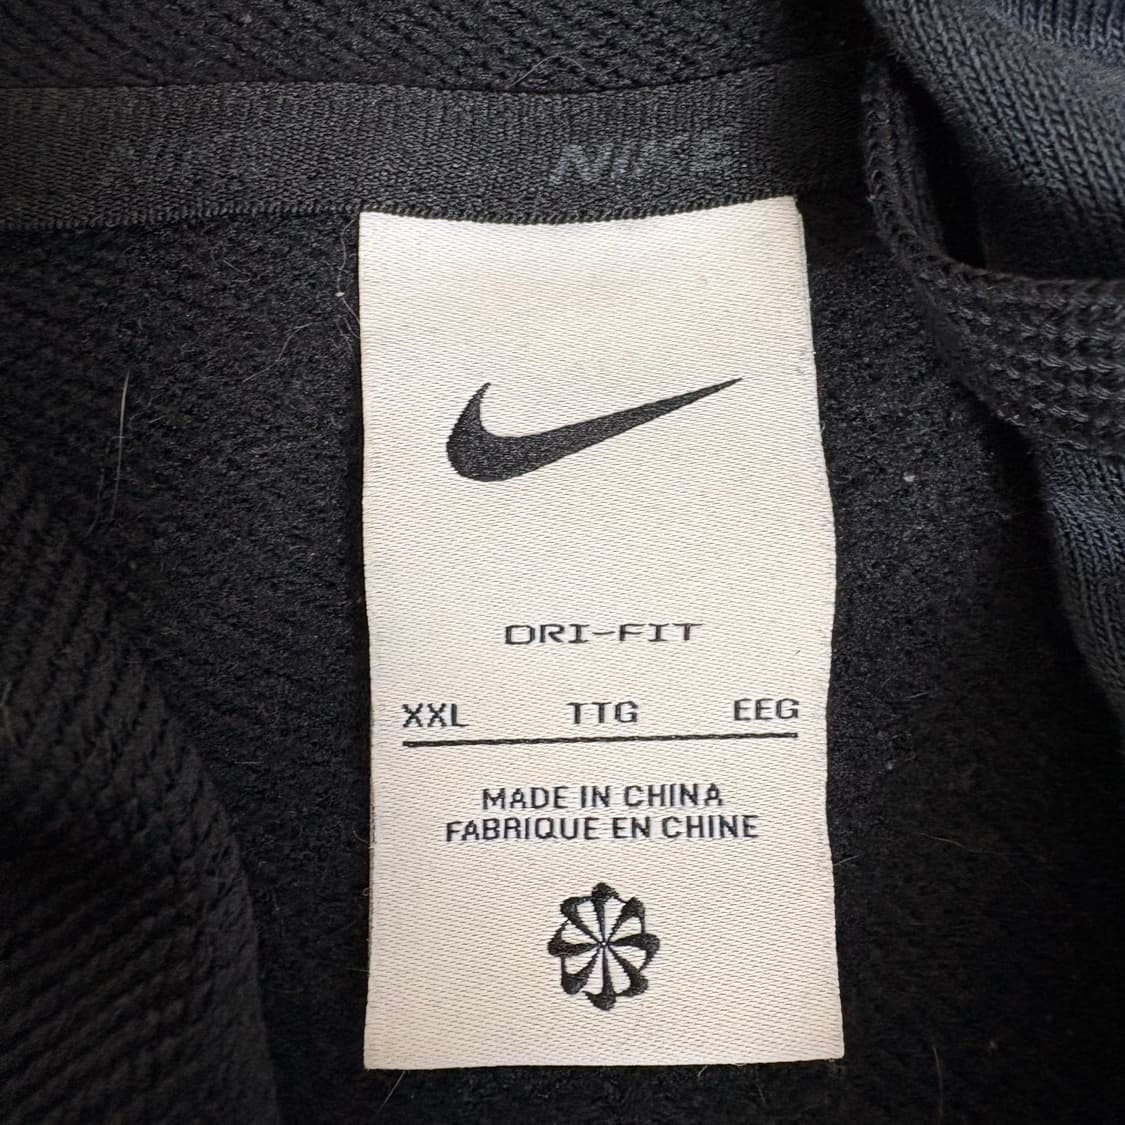 NIKE
DRI-FIT
XXL TTG EEG
MADE IN CHINA
FABRIQUE EN CHINE